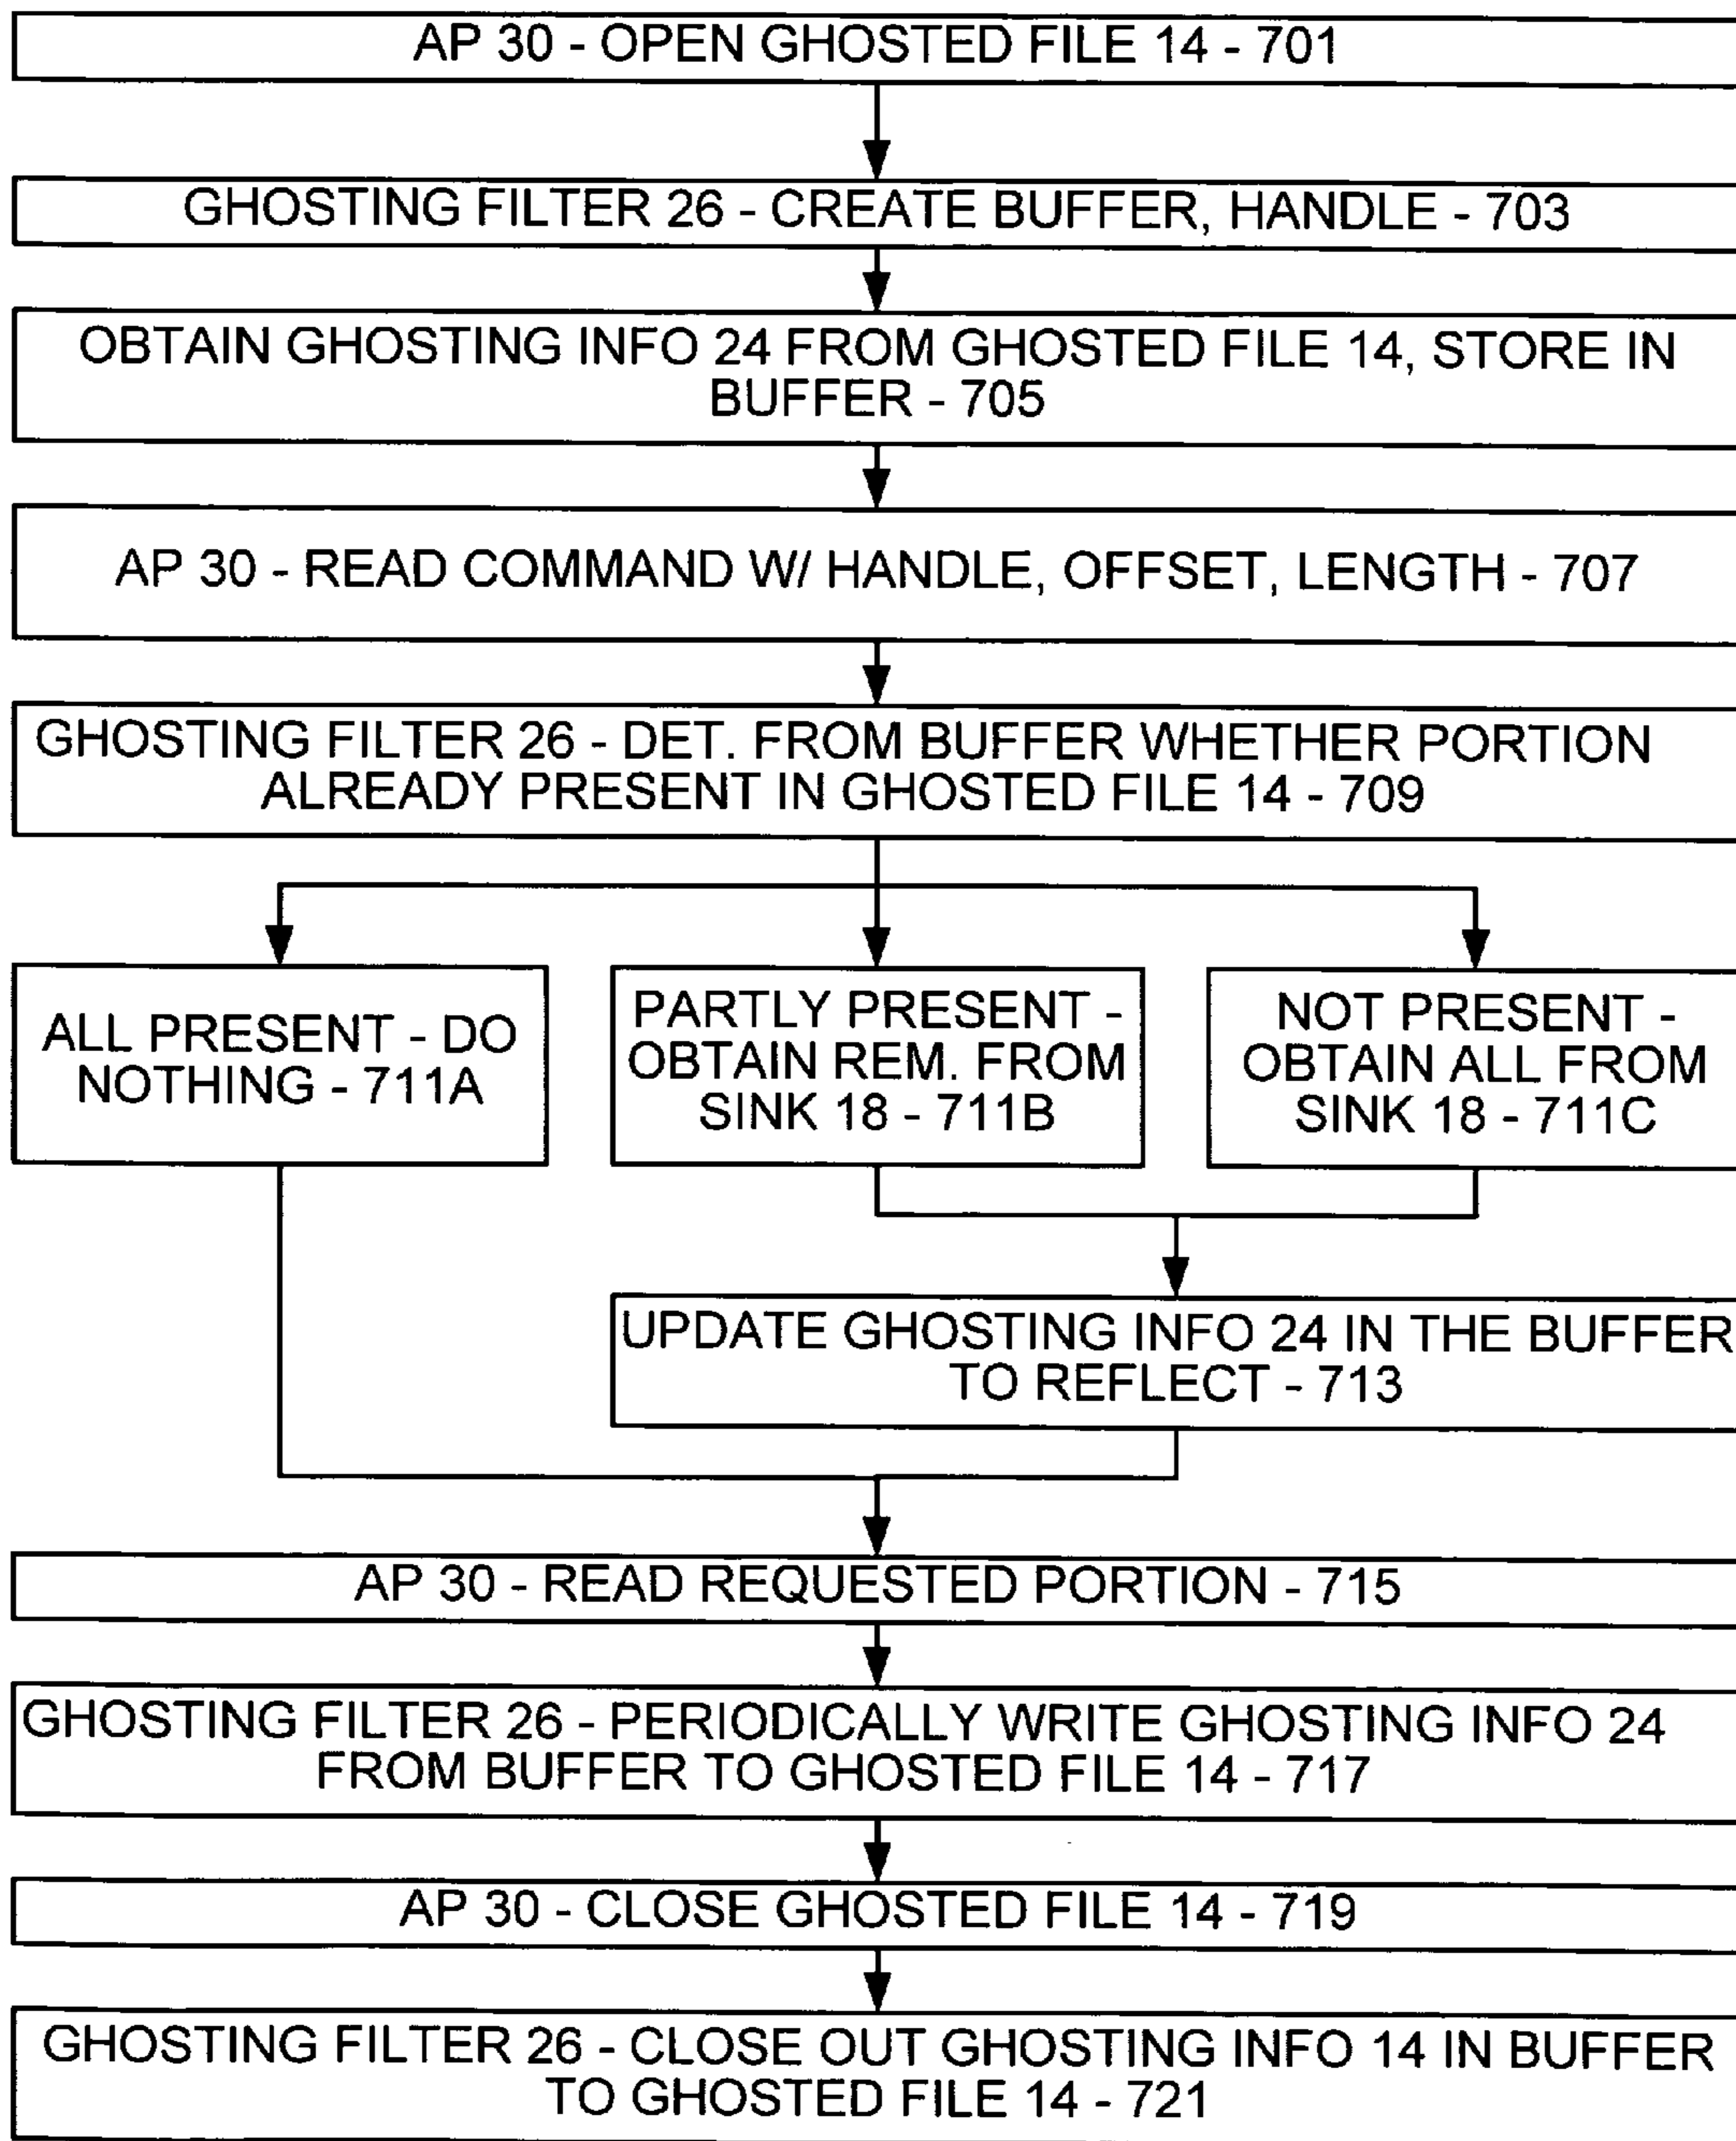 AP 30 - OPEN GHOSTED FILE 14 - 701
GHOSTING FILTER 26 - CREATE BUFFER, HANDLE - 703
OBTAIN GHOSTING INFO 24 FROM GHOSTED FILE 14, STORE IN
BUFFER - 705
AP 30 - READ COMMAND W/ HANDLE, OFFSET, LENGTH - 707
GHOSTING FILTER 26 - DET. FROM BUFFER WHETHER PORTION
ALREADY PRESENT IN GHOSTED FILE 14 - 709
ALL PRESENT - DO
NOTHING - 711A
PARTLY PRESENT -
OBTAIN REM. FROM
SINK 18 - 711B
NOT PRESENT -
OBTAIN ALL FROM
SINK 18 - 711C
UPDATE GHOSTING INFO 24 IN THE BUFFER
TO REFLECT - 713
AP 30 - READ REQUESTED PORTION - 715
GHOSTING FILTER 26 - PERIODICALLY WRITE GHOSTING INFO 24
FROM BUFFER TO GHOSTED FILE 14 - 717
AP 30 - CLOSE GHOSTED FILE 14 - 719
GHOSTING FILTER 26 - CLOSE OUT GHOSTING INFO 14 IN BUFFER
TO GHOSTED FILE 14 - 721